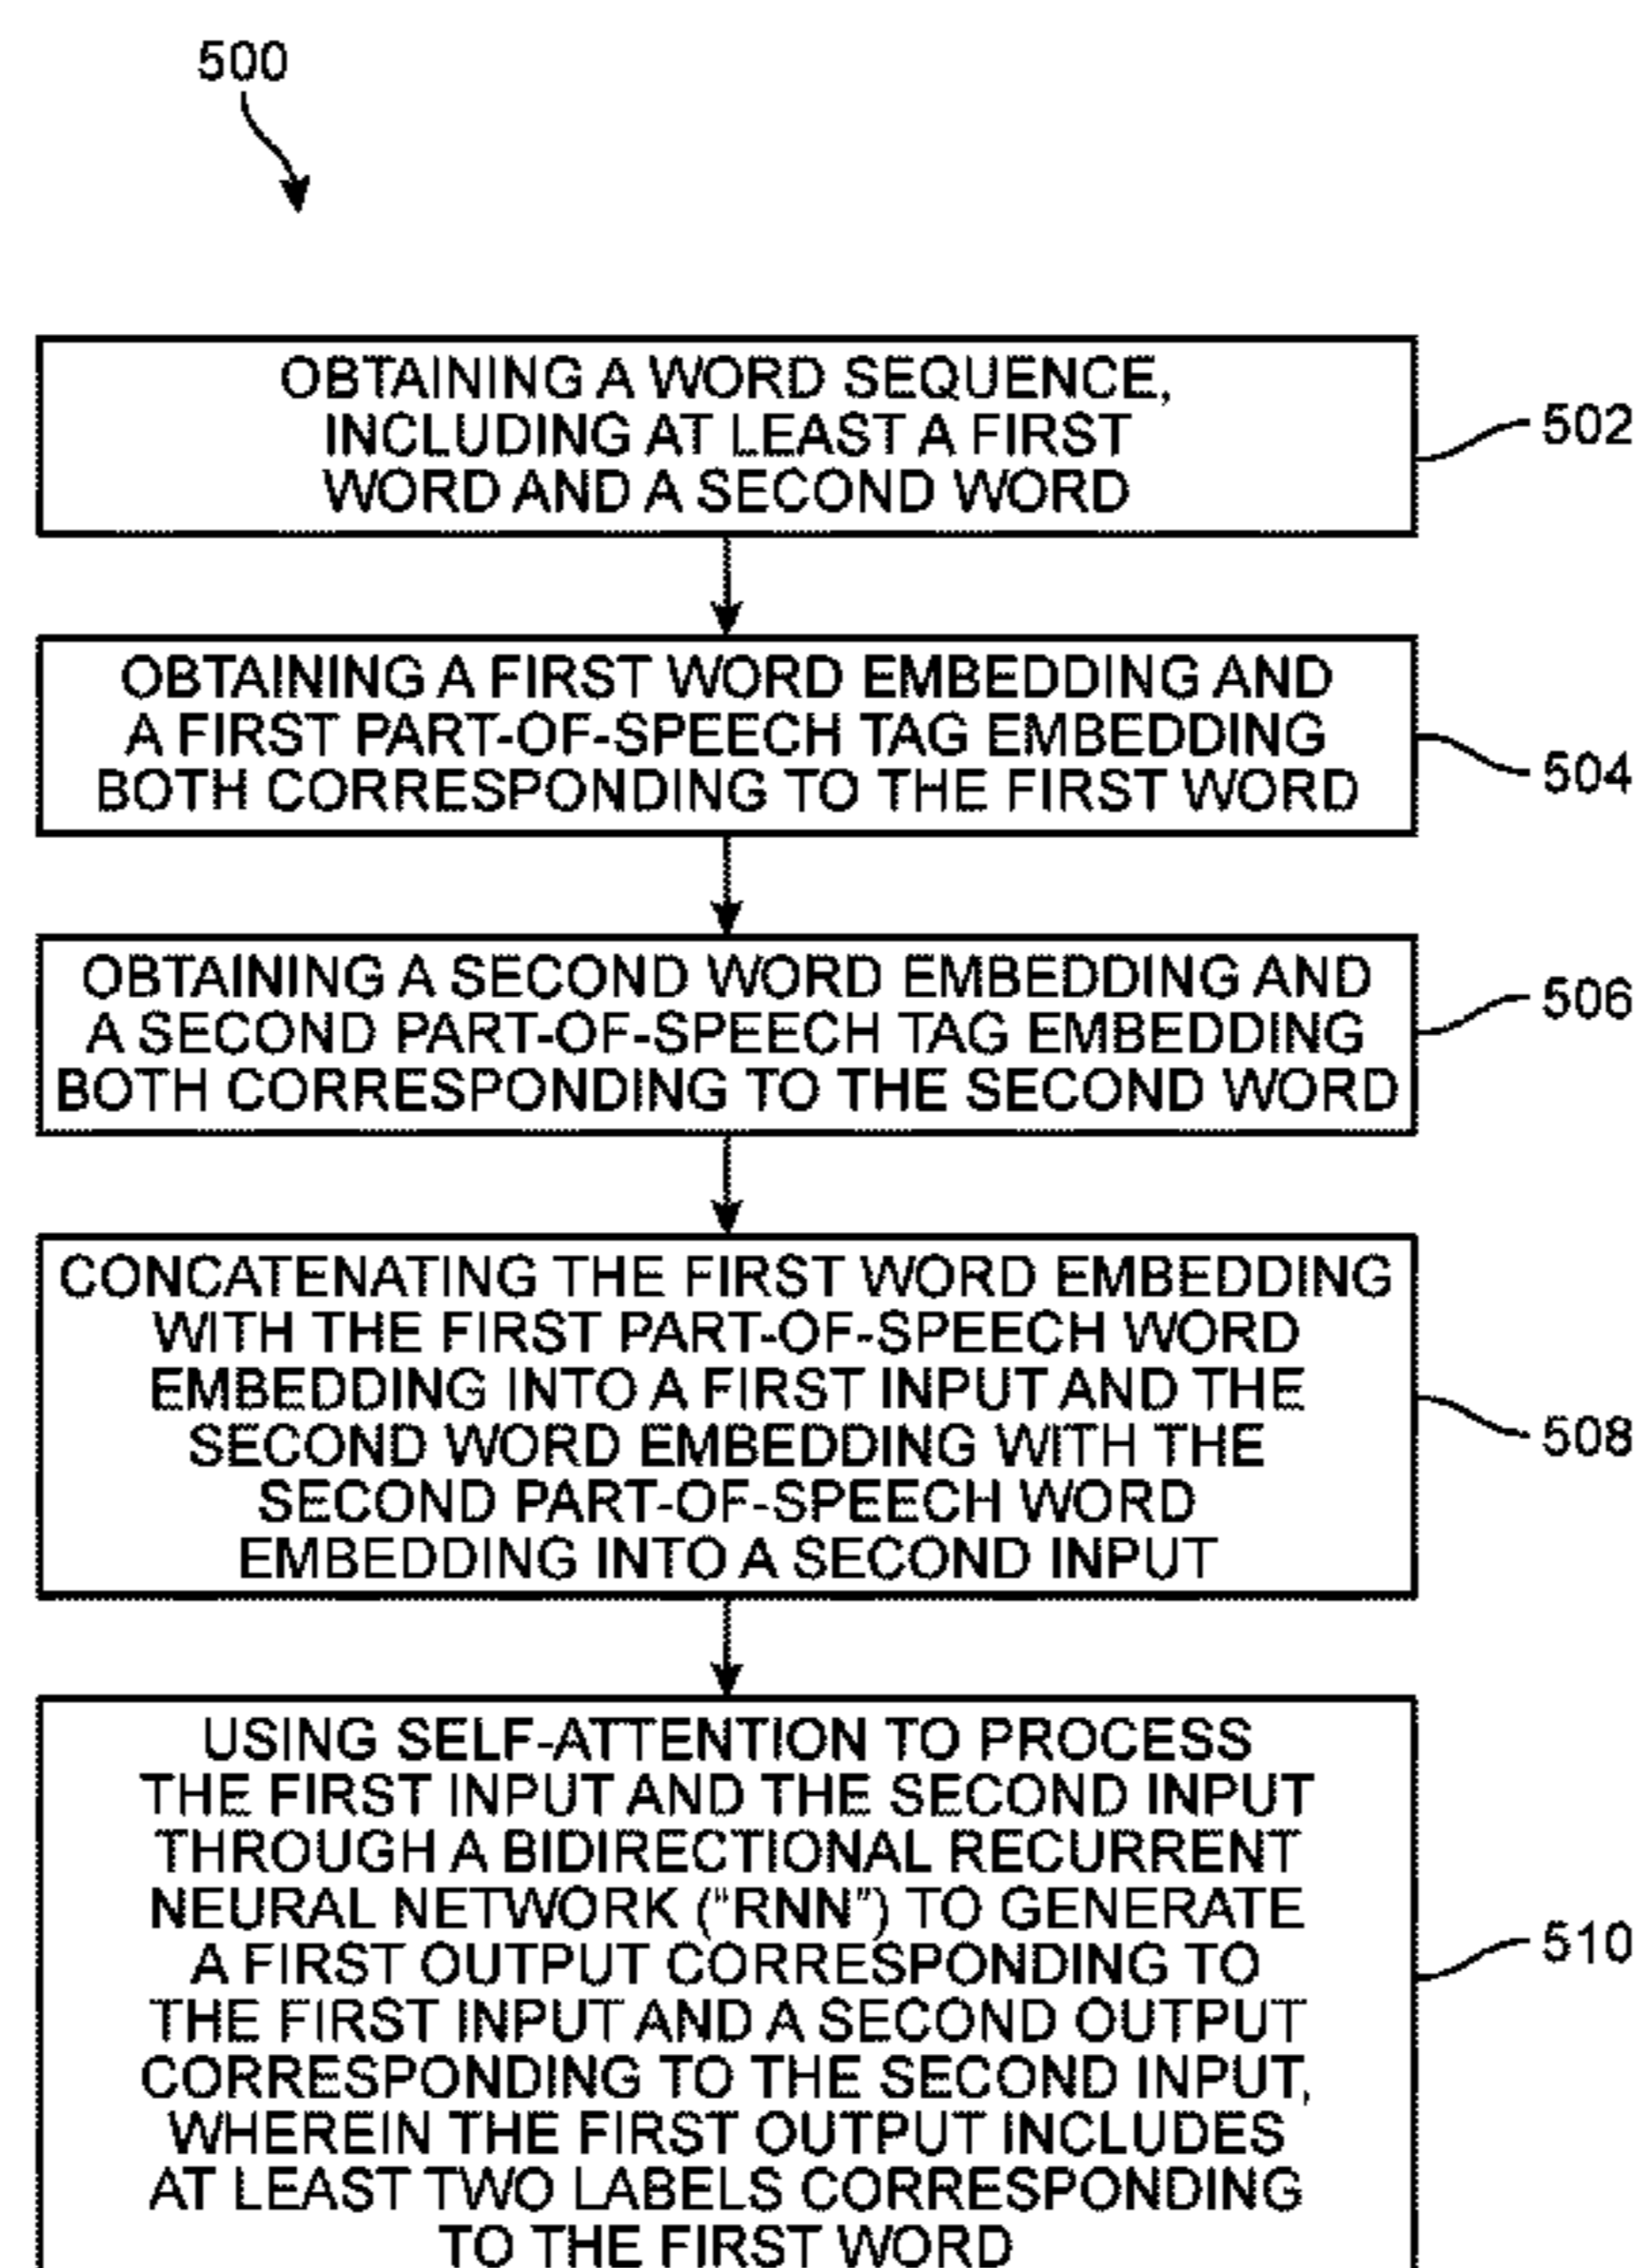 500
OBTAINING A WORD SEQUENCE,
INCLUDING AT LEAST A FIRST
WORD AND A SECOND WORD
502
OBTAINING A FIRST WORD EMBEDDING AND
A FIRST PART-OF-SPEECH TAG EMBEDDING
BOTH CORRESPONDING TO THE FIRST WORD
504
OBTAINING A SECOND WORD EMBEDDING AND
A SECOND PART-OF-SPEECH TAG EMBEDDING
BOTH CORRESPONDING TO THE SECOND WORD
506
CONCATENATING THE FIRST WORD EMBEDDING
WITH THE FIRST PART-OF-SPEECH WORD
EMBEDDING INTO A FIRST INPUT AND THE
SECOND WORD EMBEDDING WITH THE
SECOND PART-OF-SPEECH WORD
EMBEDDING INTO A SECOND INPUT
508
USING SELF-ATTENTION TO PROCESS
THE FIRST INPUT AND THE SECOND INPUT
THROUGH A BIDIRECTIONAL RECURRENT
NEURAL NETWORK ("RNN") TO GENERATE
A FIRST OUTPUT CORRESPONDING TO
THE FIRST INPUT AND A SECOND OUTPUT
CORRESPONDING TO THE SECOND INPUT,
WHEREIN THE FIRST OUTPUT INCLUDES
AT LEAST TWO LABELS CORRESPONDING
TO THE FIRST WORD
510